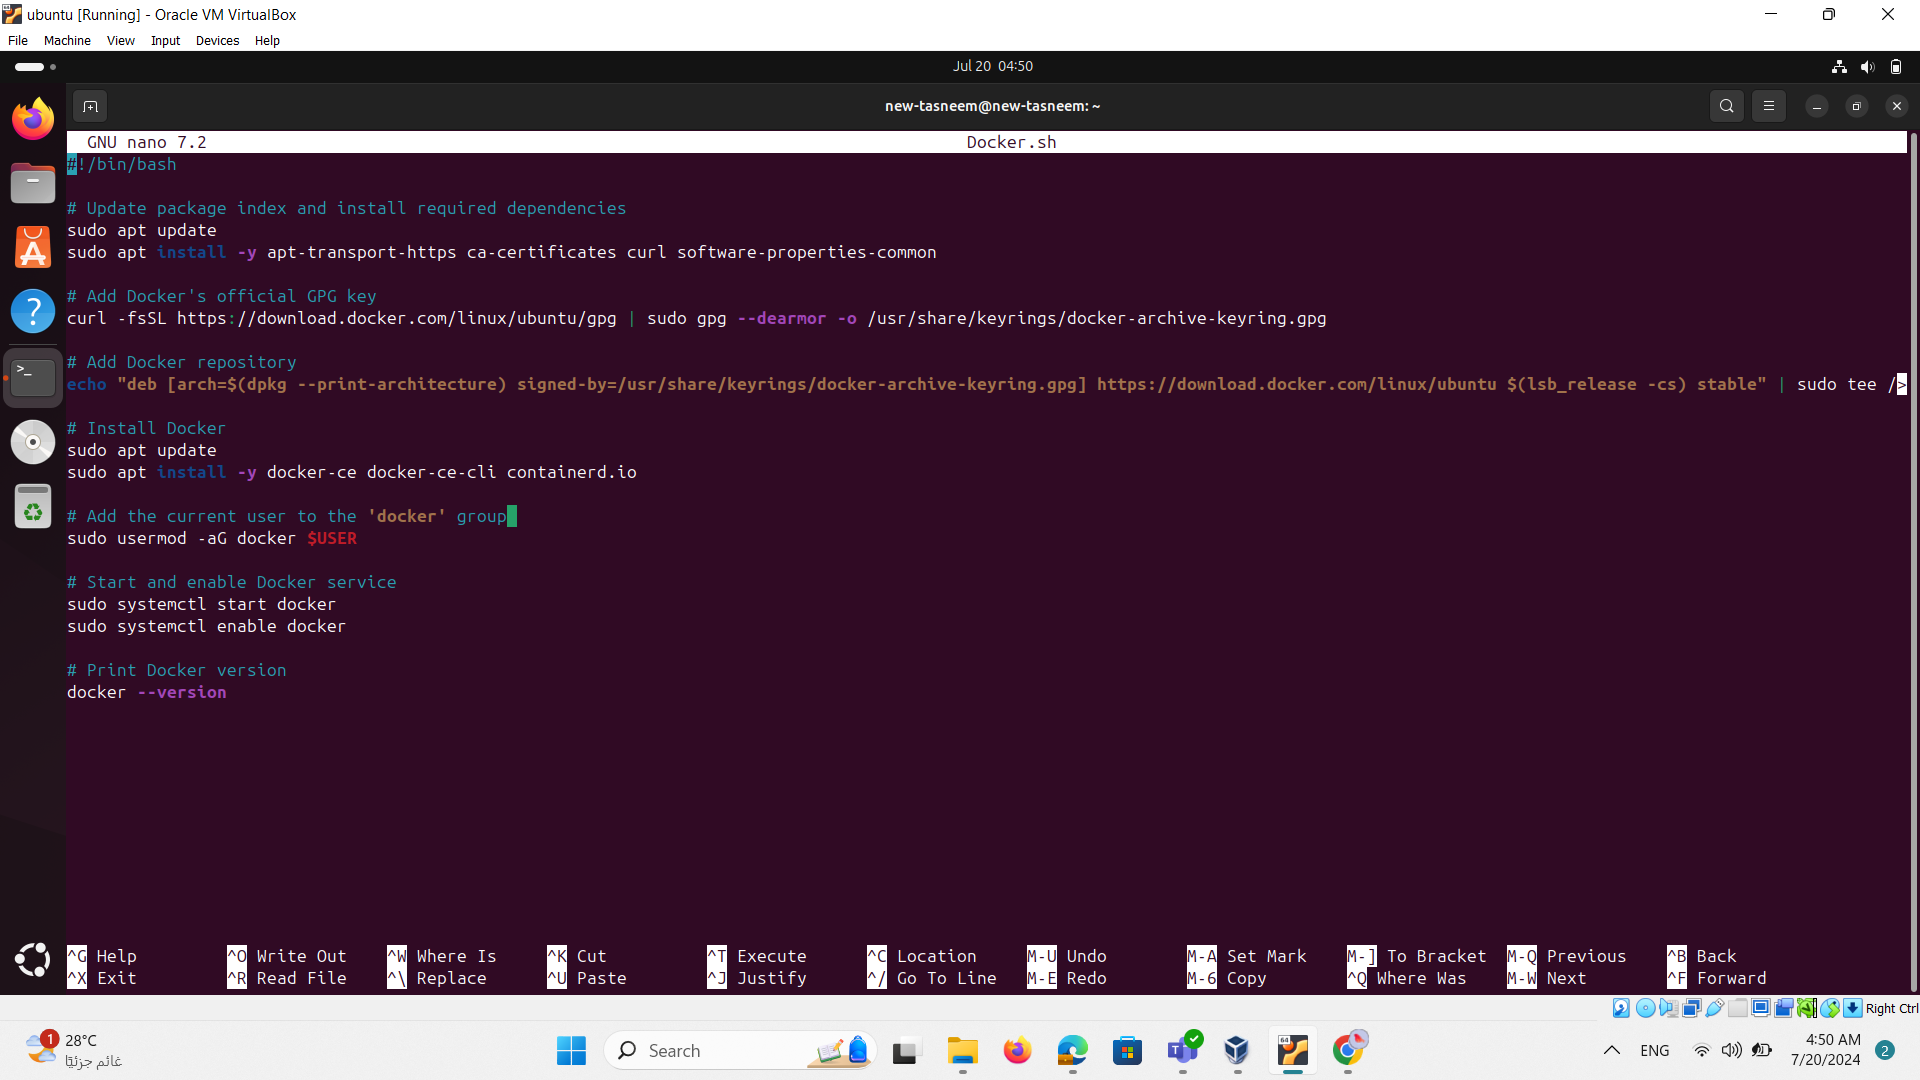 ubuntu [Running] - Oracle VM VirtualBox
File Machine View Input Devices Help
Jul 20 04:50
new-tasneem@new-tasneem: ~
GNU nano 7.2 Docker.sh
#!/bin/bash
# Update package index and install required dependencies
sudo apt update
sudo apt install -y apt-transport-https ca-certificates curl software-properties-common
# Add Docker's official GPG key
curl -fsSL https://download.docker.com/linux/ubuntu/gpg | sudo gpg --dearmor -o /usr/share/keyrings/docker-archive-keyring.gpg
# Add Docker repository
echo "deb [arch=$(dpkg --print-architecture) signed-by=/usr/share/keyrings/docker-archive-keyring.gpg] https://download.docker.com/linux/ubuntu $(lsb_release -cs) stable" | sudo tee />
# Install Docker
sudo apt update
sudo apt install -y docker-ce docker-ce-cli containerd.io
# Add the current user to the 'docker' group
sudo usermod -aG docker $USER
# Start and enable Docker service
sudo systemctl start docker
sudo systemctl enable docker
# Print Docker version
docker --version
^G Help ^O Write Out ^W Where Is ^K Cut ^T Execute ^C Location M-U Undo M-A Set Mark M-] To Bracket M-Q Previous ^B Back
^X Exit ^R Read File ^\ Replace ^U Paste ^J Justify ^/ Go To Line M-E Redo M-6 Copy ^Q Where Was M-W Next ^F Forward
Right Ctrl
1 28°C
غائم جزئيًا
Search
64
ENG
4:50 AM
7/20/2024
2